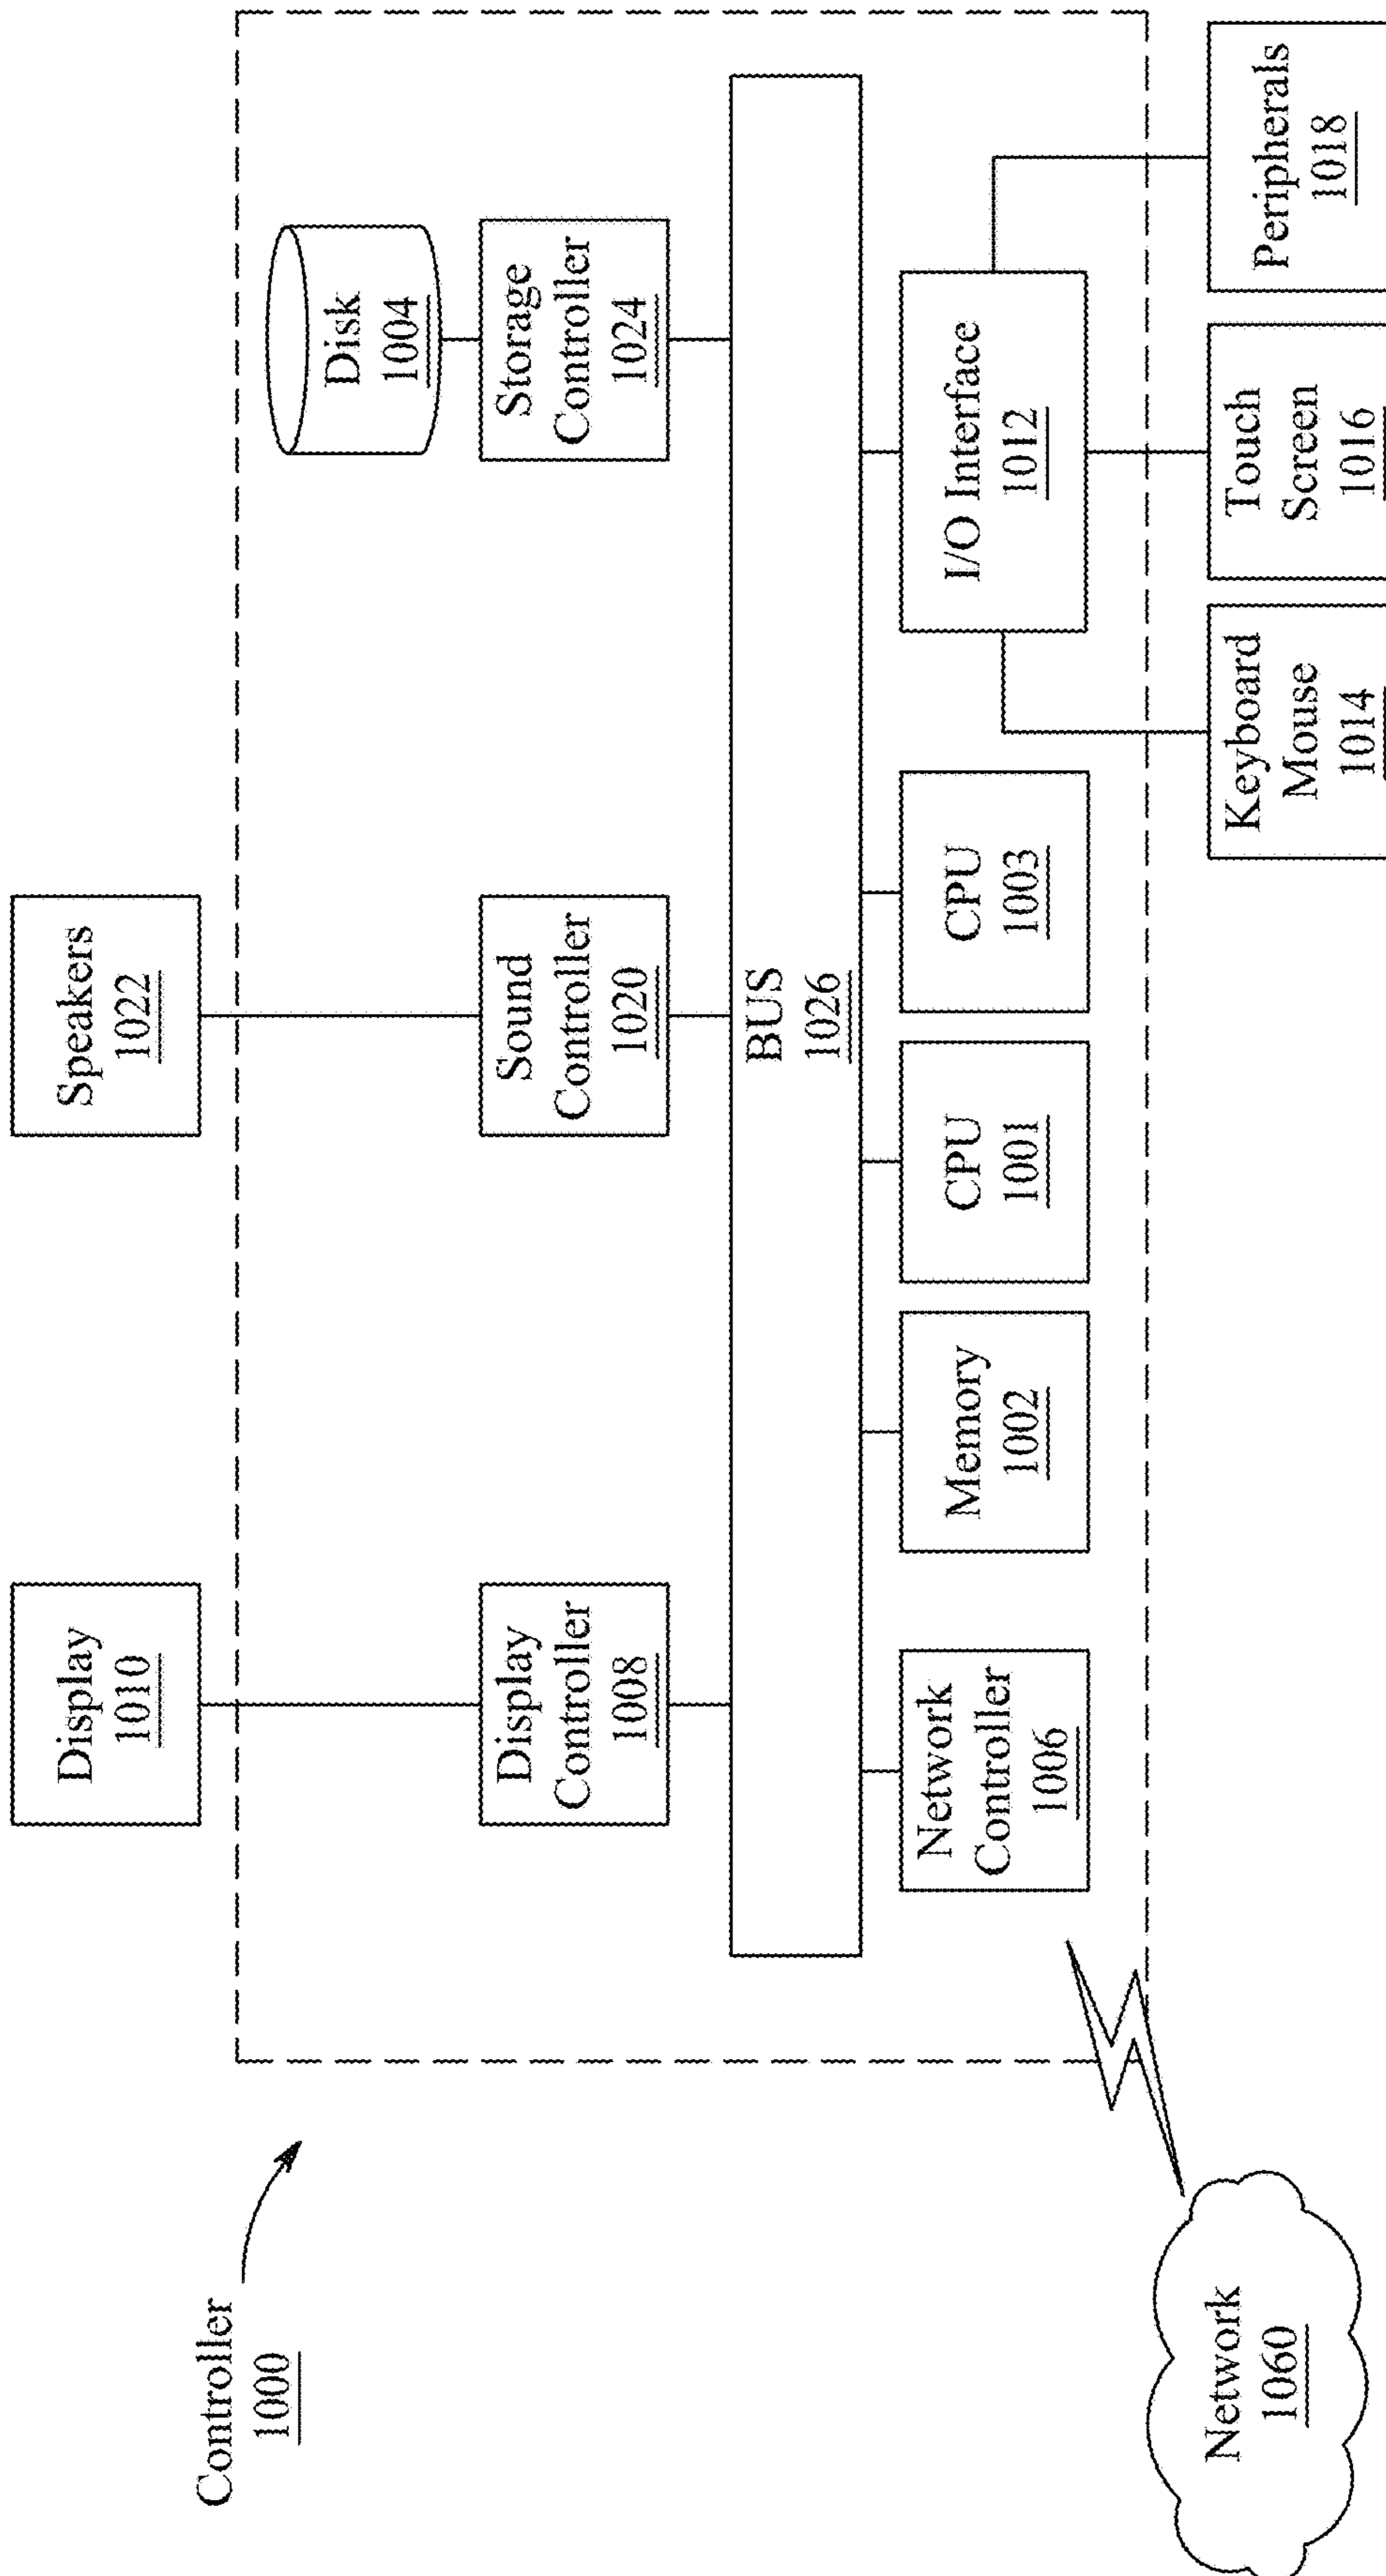 Controller
1000
Display
1010
Speakers
1022
Disk
1004
Display
Controller
1008
Sound
Controller
1020
Storage
Controller
1024
BUS
1026
Network
Controller
1006
Memory
1002
CPU
1001
CPU
1003
I/O Interface
1012
Network
1060
Keyboard
Mouse
1014
Touch
Screen
1016
Peripherals
1018